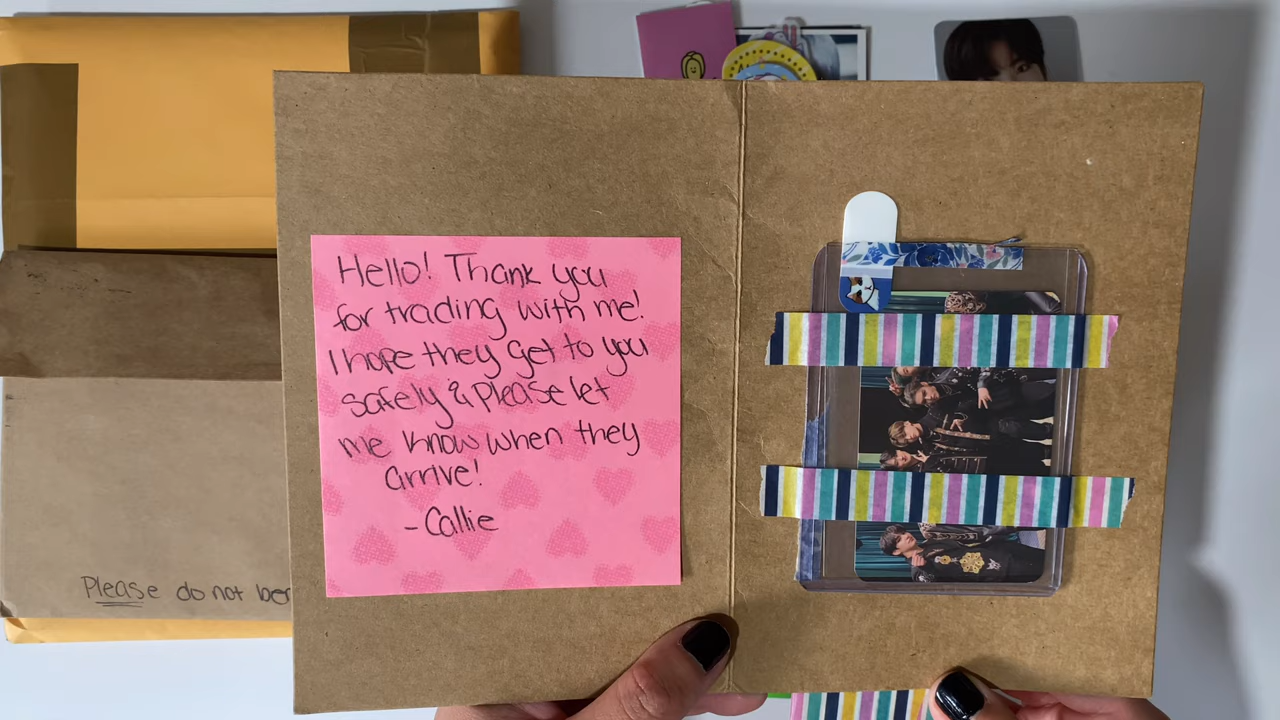 Hello! Thank you
for trading with me!
I hope they get to you
safely & please let
me know when they
arrive!
-Callie
Please do not